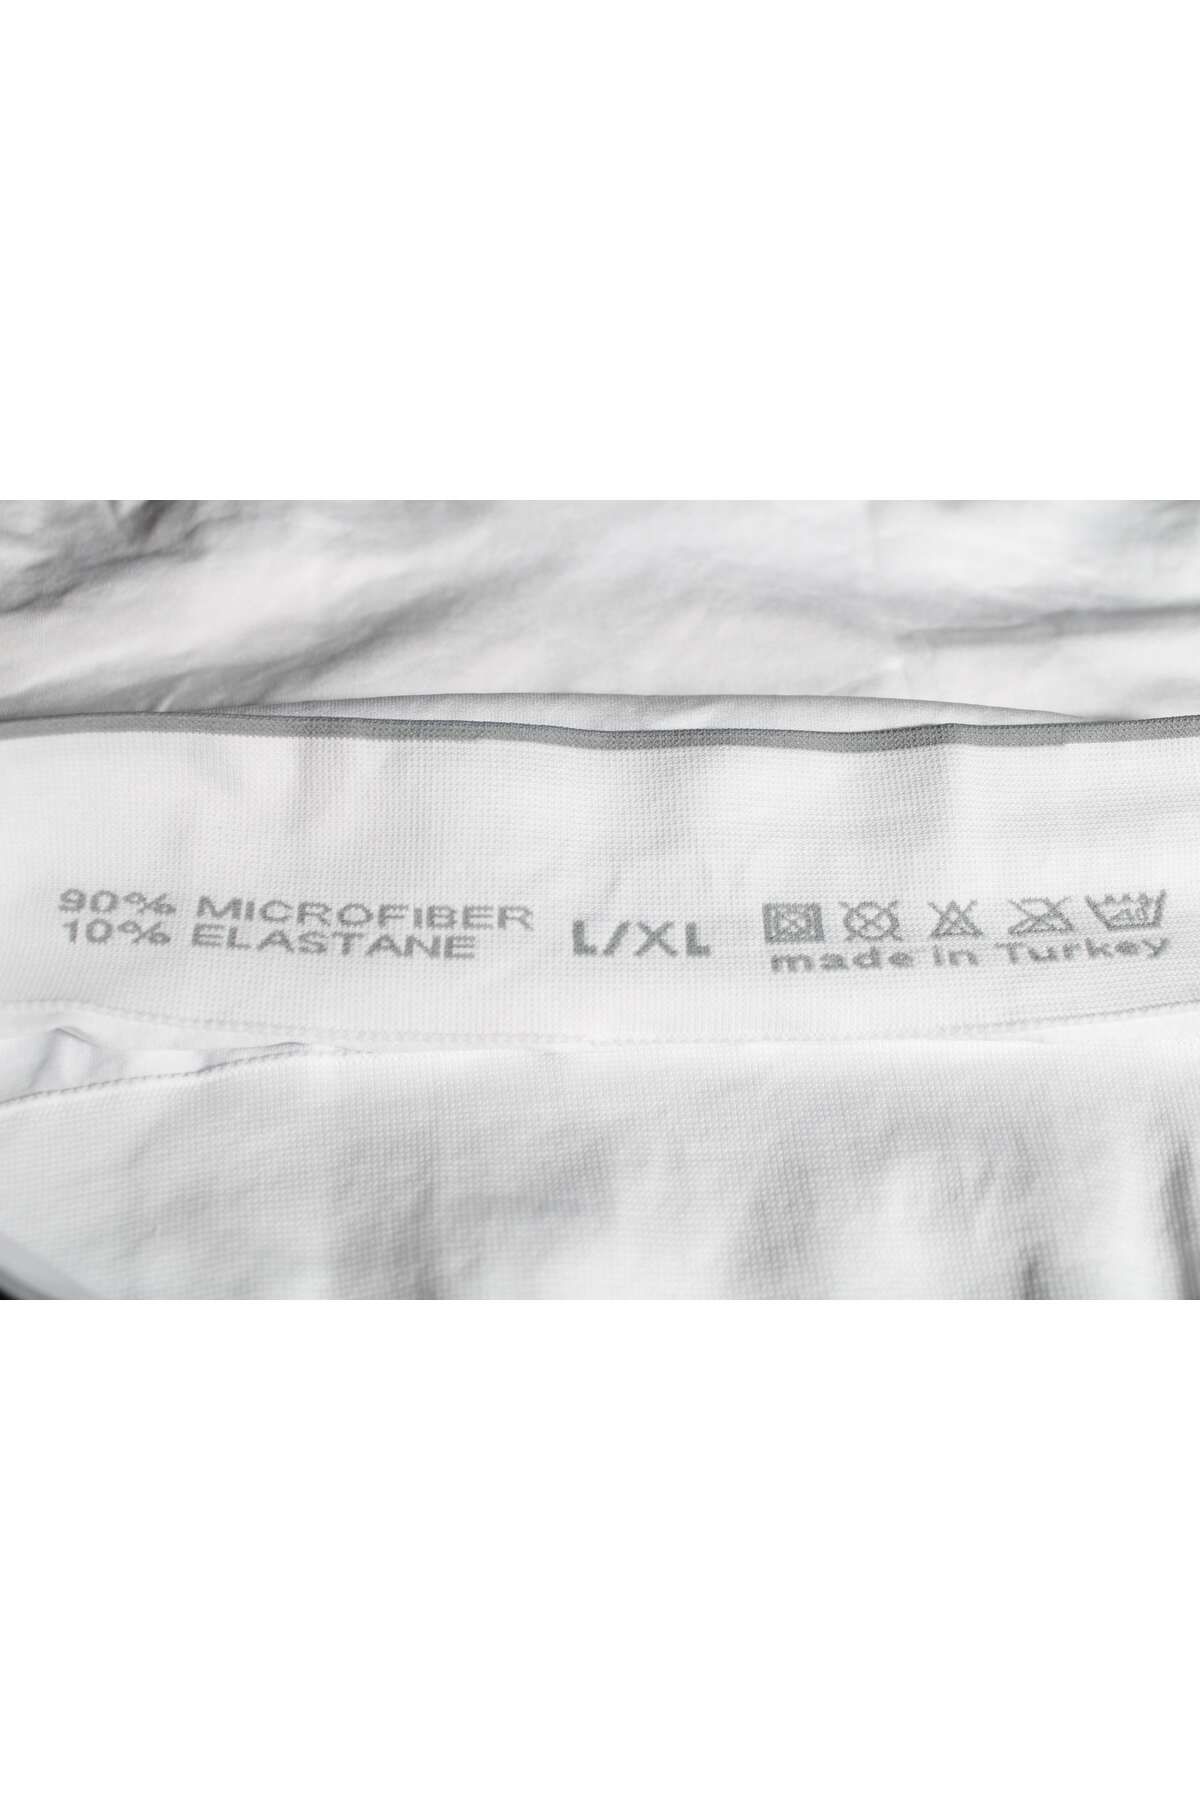 90% MICROFIBER
10% ELASTANE
L/XL
made in Turkey